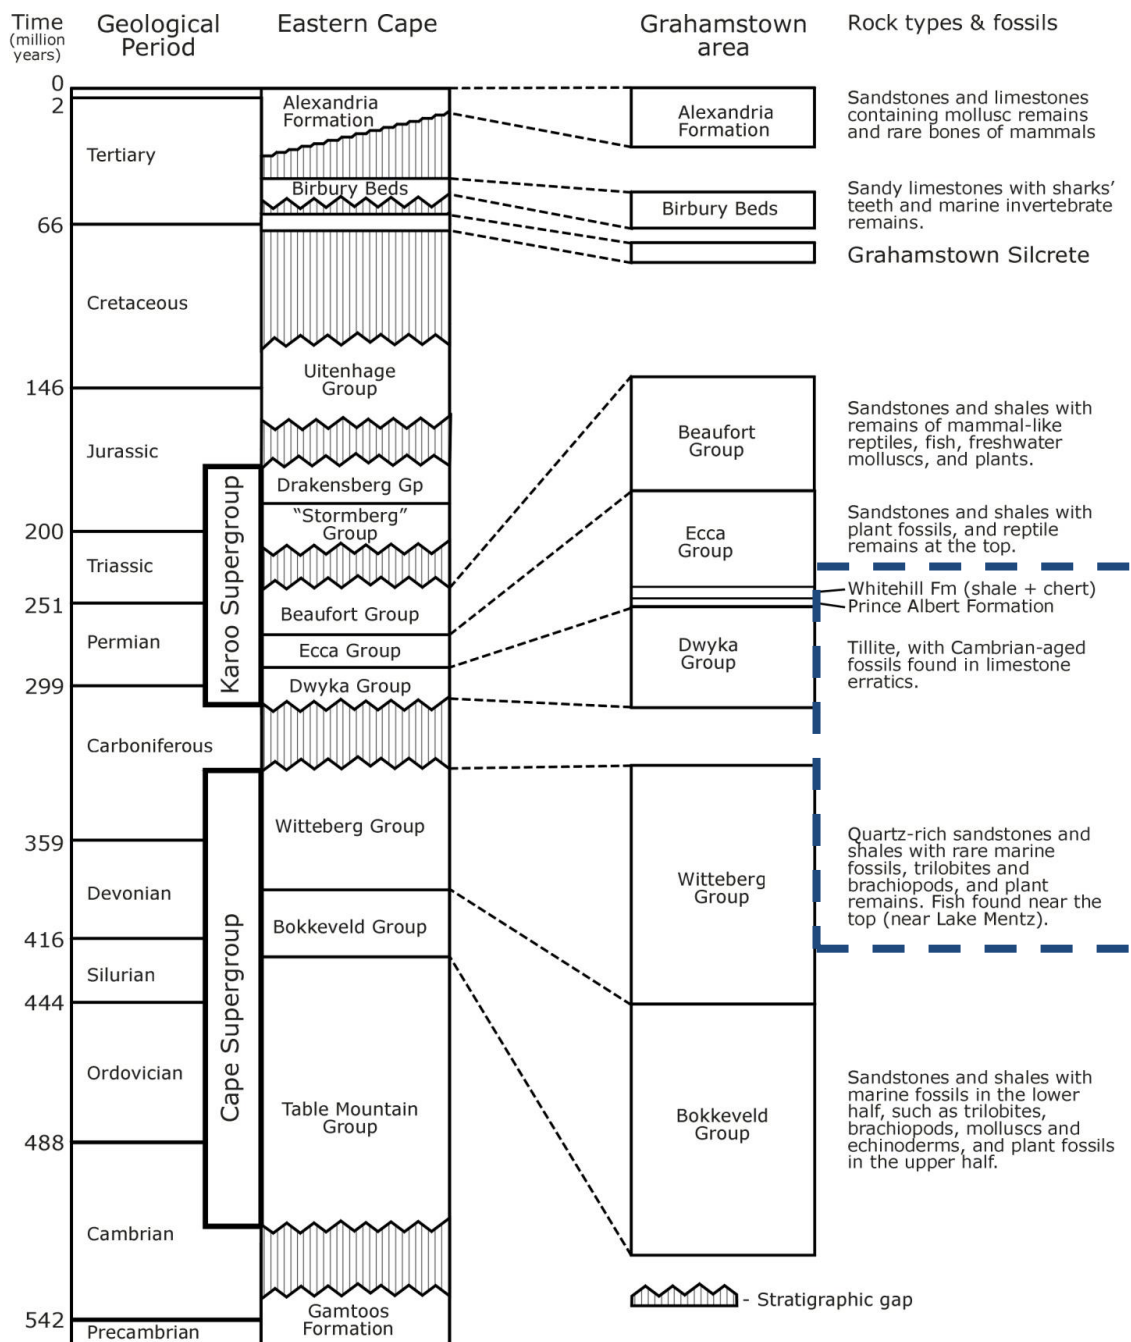 Time
(million
years)
Geological
Period
Eastern Cape
Grahamstown
area
Rock types & fossils
0
2
66
146
200
251
299
359
416
444
488
542
Tertiary
Cretaceous
Jurassic
Triassic
Permian
Carboniferous
Devonian
Silurian
Ordovician
Cambrian
Precambrian
Karoo Supergroup
Cape Supergroup
Alexandria
Formation
Birbury Beds
Uitenhage
Group
Drakensberg Gp
“Stormberg”
Group
Beaufort Group
Ecca Group
Dwyka Group
Witteberg Group
Bokkeveld Group
Table Mountain
Group
Gamtoos
Formation
Alexandria
Formation
Birbury Beds
Beaufort
Group
Ecca
Group
Dwyka
Group
Witteberg
Group
Bokkeveld
Group
- Stratigraphic gap
Sandstones and limestones
containing mollusc remains
and rare bones of mammals
Sandy limestones with sharks’
teeth and marine invertebrate
remains.
Grahamstown Silcrete
Sandstones and shales with
remains of mammal-like
reptiles, fish, freshwater
molluscs, and plants.
Sandstones and shales with
plant fossils, and reptile
remains at the top.
Whitehill Fm (shale + chert)
Prince Albert Formation
Tillite, with Cambrian-aged
fossils found in limestone
erratics.
Quartz-rich sandstones and
shales with rare marine
fossils, trilobites and
brachiopods, and plant
remains. Fish found near the
top (near Lake Mentz).
Sandstones and shales with
marine fossils in the lower
half, such as trilobites,
brachiopods, molluscs and
echinoderms, and plant fossils
in the upper half.